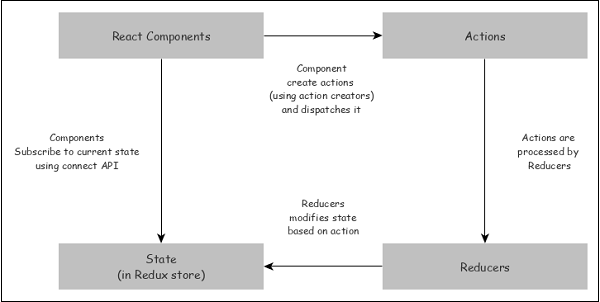 React Components
Actions
Component
create actions
(using action creators)
and dispatches it
Components
Subscribe to current state
using connect API
Actions are
processed by
Reducers
Reducers
modifies state
based on action
State
(in Redux store)
Reducers